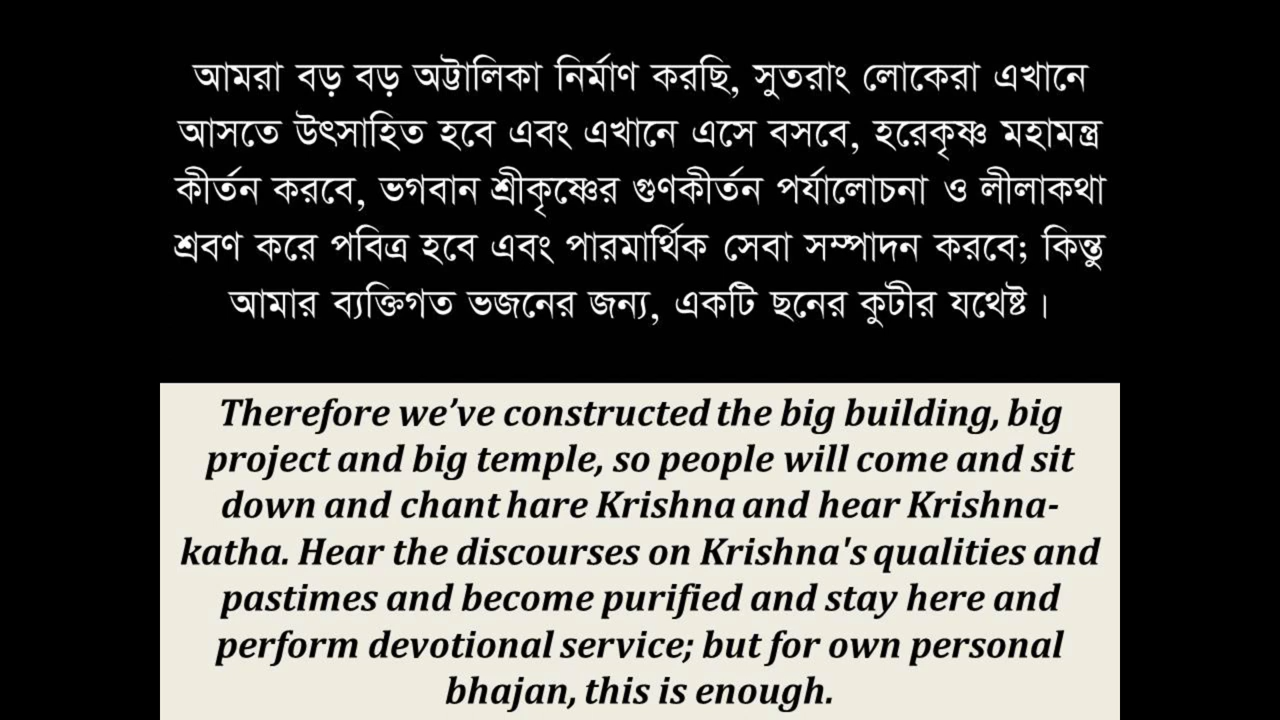 আমরা বড় বড় অট্টালিকা নির্মাণ করছি, সুতরাং লোকেরা এখানে
আসতে উৎসাহিত হবে এবং এখানে এসে বসবে, হরেকৃষ্ণ মহামন্ত্র
কীর্তন করবে, ভগবান শ্রীকৃষ্ণের গুণকীর্তন পর্যালোচনা ও লীলাকথা
শ্রবণ করে পবিত্র হবে এবং পারমার্থিক সেবা সম্পাদন করবে; কিন্তু
আমার ব্যক্তিগত ভজনের জন্য, একটি ছনের কুটীর যথেষ্ট।
Therefore we’ve constructed the big building, big
project and big temple, so people will come and sit
down and chant hare Krishna and hear Krishna-
katha. Hear the discourses on Krishna's qualities and
pastimes and become purified and stay here and
perform devotional service; but for own personal
bhajan, this is enough.